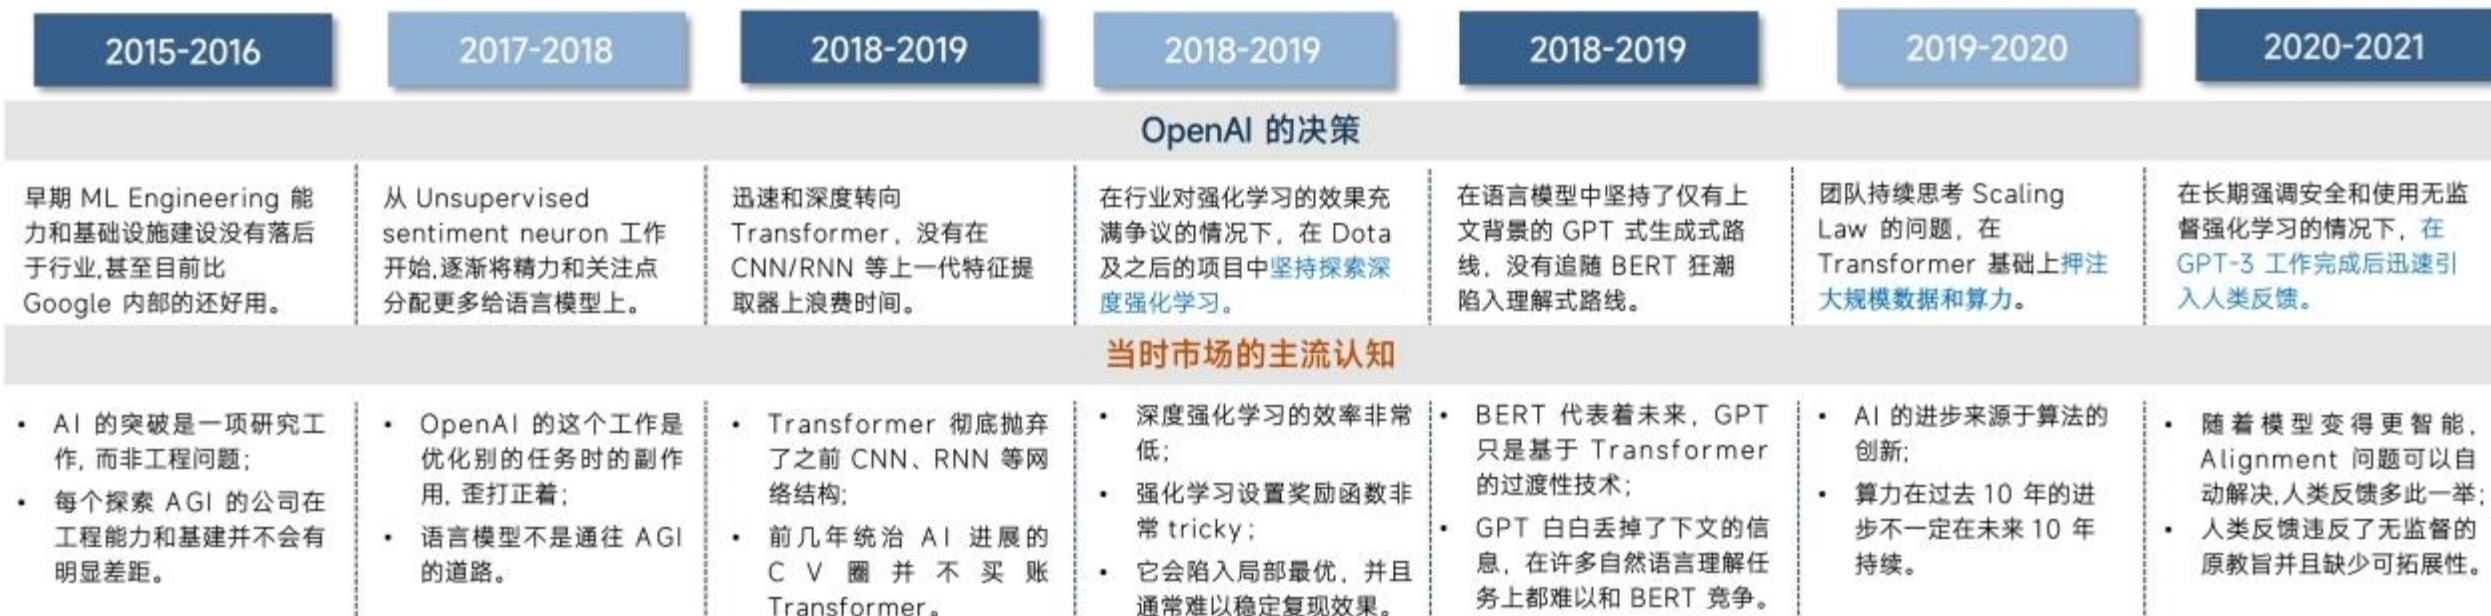 2015-2016
2017-2018
2018-2019
2018-2019
2018-2019
2019-2020
2020-2021
OpenAI 的决策
早期 ML Engineering 能
力和基础设施建设没有落后
于行业,甚至目前比
Google 内部的还好用。
从 Unsupervised
sentiment neuron 工作
开始,逐渐将精力和关注点
分配更多给语言模型上。
迅速和深度转向
Transformer，没有在
CNN/RNN 等上一代特征提
取器上浪费时间。
在行业对强化学习的效果充
满争议的情况下，在 Dota
及之后的项目中坚持探索深
度强化学习。
在语言模型中坚持了仅有上
文背景的 GPT 式生成式路
线，没有追随 BERT 狂潮
陷入理解式路线。
团队持续思考 Scaling
Law 的问题，在
Transformer 基础上押注
大规模数据和算力。
在长期强调安全和使用无监
督强化学习的情况下，在
GPT-3 工作完成后迅速引
入人类反馈。
当时市场的主流认知
• AI 的突破是一项研究工
作, 而非工程问题;
• 每个探索 AGI 的公司在
工程能力和基建并不会有
明显差距。
• OpenAI 的这个工作是
优化别的任务时的副作
用, 歪打正着;
• 语言模型不是通往 AGI
的道路。
• Transformer 彻底抛弃
了之前 CNN、RNN 等网
络结构;
• 前几年统治 AI 进展的
CV圈并不买账
Transformer。
• 深度强化学习的效率非常
低;
• 强化学习设置奖励函数非
常 tricky;
• 它会陷入局部最优，并且
通常难以稳定复现效果。
• BERT 代表着未来，GPT
只是基于 Transformer
的过渡性技术;
• GPT 白白丢掉了下文的信
息，在许多自然语言理解任
务上都难以和 BERT 竞争。
• AI 的进步来源于算法的
创新;
• 算力在过去 10 年的进
步不一定在未来 10 年
持续。
• 随着模型变得更智能,
Alignment 问题可以自
动解决,人类反馈多此一举;
• 人类反馈违反了无监督的
原教旨并且缺少可拓展性。